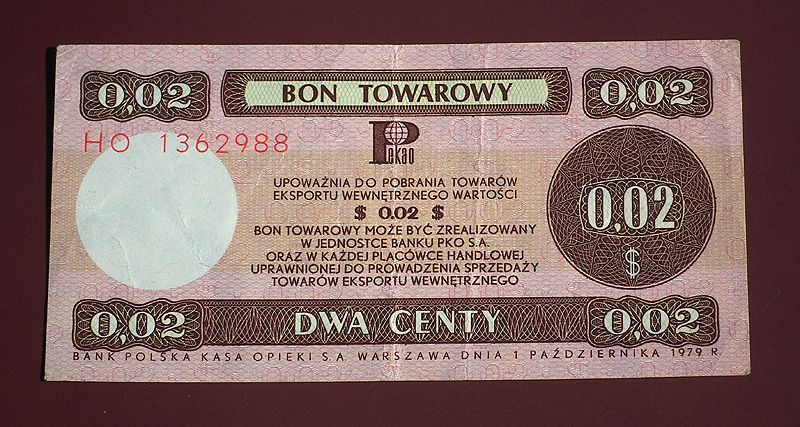 0,02 BON TOWAROWY 0,02
HO 1362988
Pekao
UPOWAŻNIA DO POBRANIA TOWARÓW
EKSPORTU WEWNĘTRZNEGO WARTOŚCI
$ 0.02 $
BON TOWAROWY MOŻE BYĆ ZREALIZOWANY
W JEDNOSTCE BANKU PKO S.A.
ORAZ W KAŻDEJ PLACÓWCE HANDLOWEJ
UPRAWNIONEJ DO PROWADZENIA SPRZEDAŻY
TOWARÓW EKSPORTU WEWNĘTRZNEGO
0,02
$
0,02 DWA CENTY 0,02
BANK POLSKA KASA OPIEKI S.A. WARSZAWA DNIA 1 PAŹDZIERNIKA 1979 R.